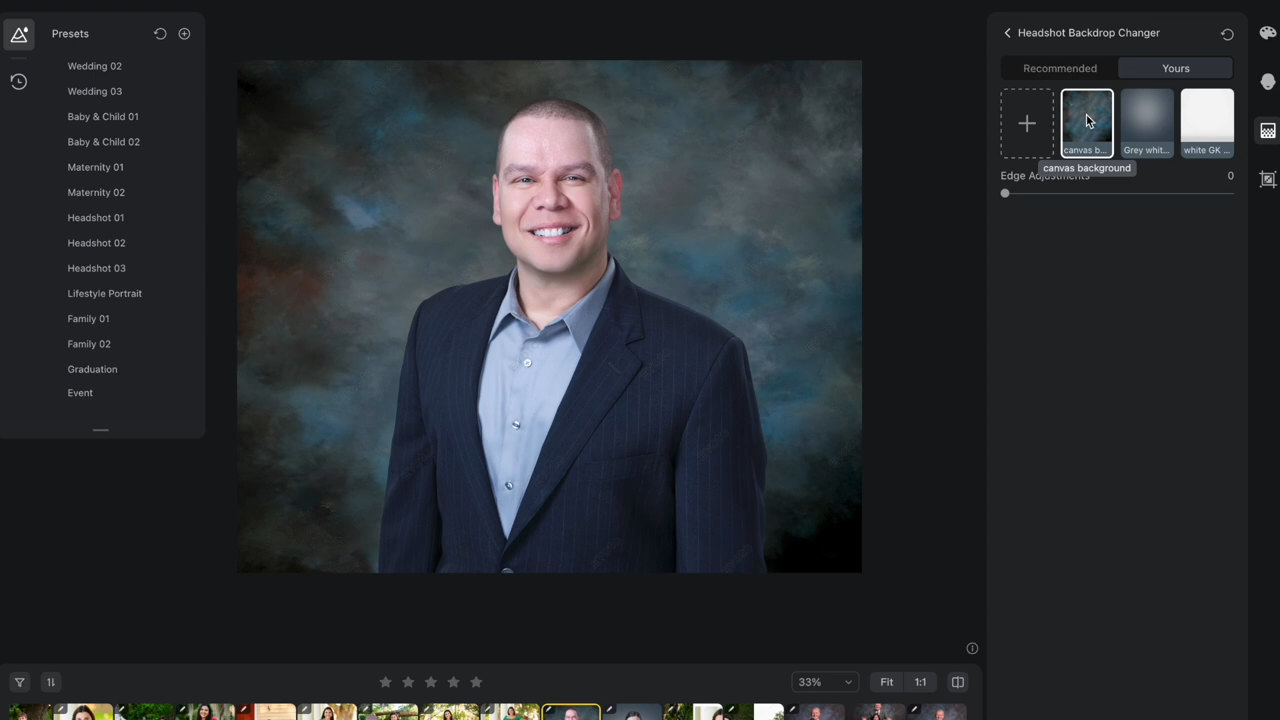 Presets
Wedding 02
Wedding 03
Baby & Child 01
Baby & Child 02
Maternity 01
Maternity 02
Headshot 01
Headshot 02
Headshot 03
Lifestyle Portrait
Family 01
Family 02
Graduation
Event
Headshot Backdrop Changer
Recommended
Yours
canvas b...
Grey whit...
white GK ...
canvas background
Edge Adjustments
0
33%
Fit
1:1